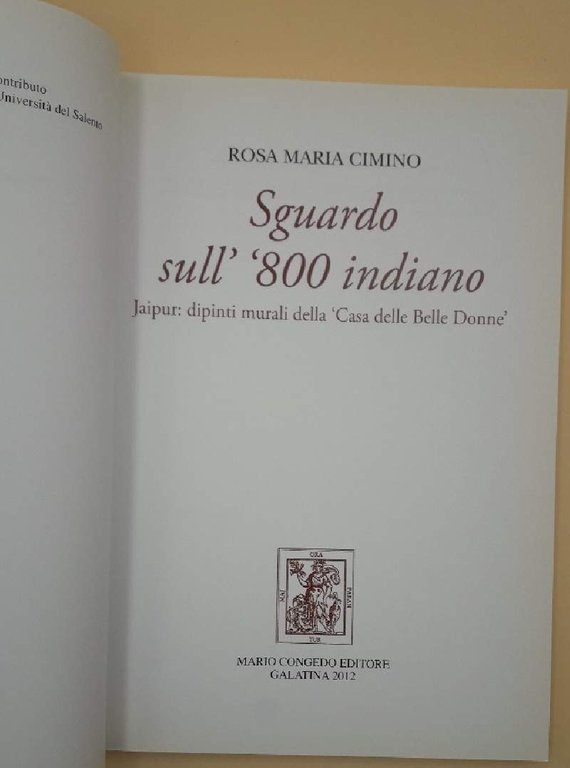 ontributo
Università del Salento
ROSA MARIA CIMINO
Sguardo
sull' '800 indiano
Jaipur: dipinti murali della 'Casa delle Belle Donne'
ORA
MARIO CONGEDO EDITORE
GALATINA 2012